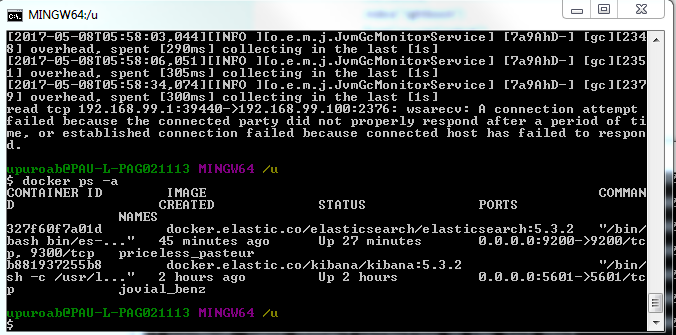 MINGW64:/u
[2017-05-08T05:58:03,044][INFO ][o.e.m.j.JvmGcMonitorService] [7a9AhD-] [gc][234
8] overhead, spent [290ms] collecting in the last [1s]
[2017-05-08T05:58:06,051][INFO ][o.e.m.j.JvmGcMonitorService] [7a9AhD-] [gc][235
1] overhead, spent [305ms] collecting in the last [1s]
[2017-05-08T05:58:34,074][INFO ][o.e.m.j.JvmGcMonitorService] [7a9AhD-] [gc][237
9] overhead, spent [300ms] collecting in the last [1s]
read tcp 192.168.99.1:39440->192.168.99.100:2376: wsarecv: A connection attempt
failed because the connected party did not properly respond after a period of ti
me, or established connection failed because connected host has failed to respon
d.
upuroab@PAU-L-PAG021113 MINGW64 /u
$ docker ps -a
CONTAINER ID IMAGE COMMAN
D CREATED STATUS PORTS
NAMES
327f60f7a01d docker.elastic.co/elasticsearch/elasticsearch:5.3.2 "/bin/
bash bin/es-..." 45 minutes ago Up 27 minutes 0.0.0.0:9200->9200/tc
p, 9300/tcp priceless_pasteur
b881937255b8 docker.elastic.co/kibana/kibana:5.3.2 "/bin/
sh -c /usr/l..." 2 hours ago Up 2 hours 0.0.0.0:5601->5601/tc
p jovial_benz
upuroab@PAU-L-PAG021113 MINGW64 /u
$